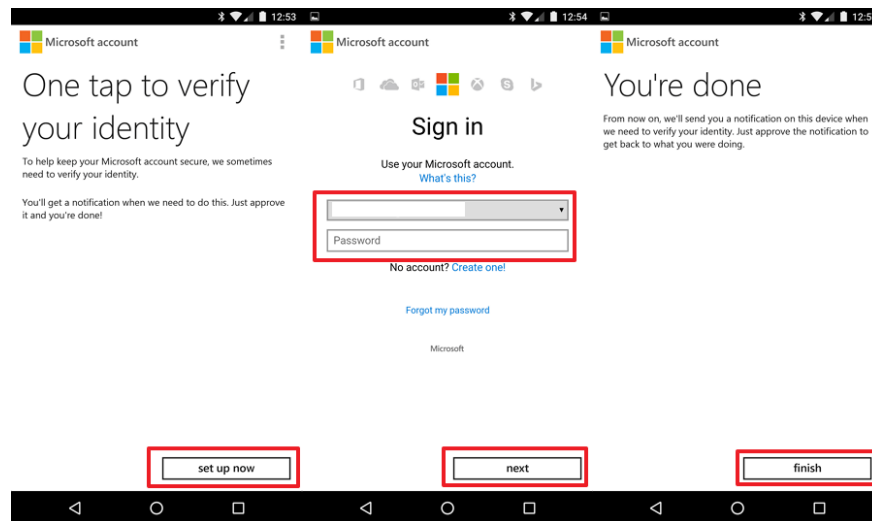 12:53
Microsoft account
One tap to verify
your identity
To help keep your Microsoft account secure, we sometimes
need to verify your identity.
You'll get a notification when we need to do this. Just approve
it and you're done!
set up now
12:54
Microsoft account
Sign in
Use your Microsoft account.
What's this?
Password
No account? Create one!
Forgot my password
Microsoft
next
12:5
Microsoft account
You're done
From now on, we'll send you a notification on this device when
we need to verify your identity. Just approve the notification to
get back to what you were doing.
finish